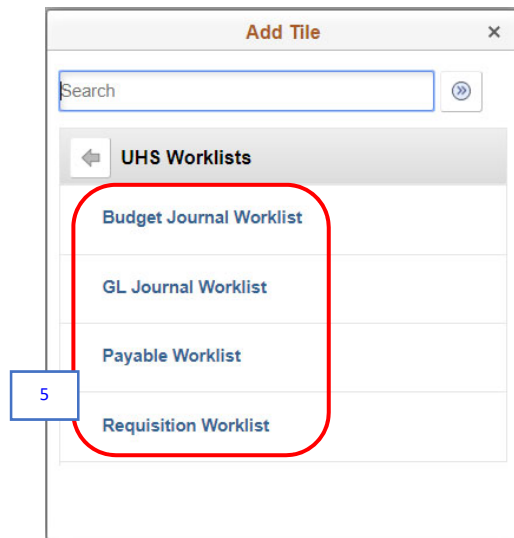 Add Tile ×
Search
UHS Worklists
Budget Journal Worklist
GL Journal Worklist
Payable Worklist
5
Requisition Worklist